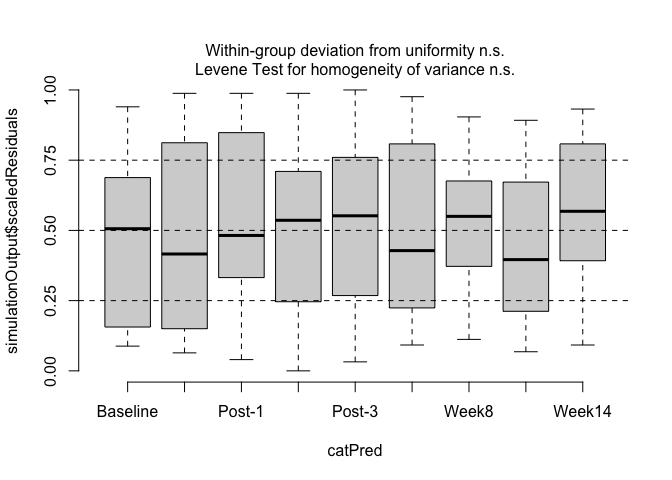 Within-group deviation from uniformity n.s.
Levene Test for homogeneity of variance n.s.
simulationOutput$scaledResiduals
1.00
0.75
0.50
0.25
0.00
Baseline Post-1 Post-3 Week8 Week14
catPred